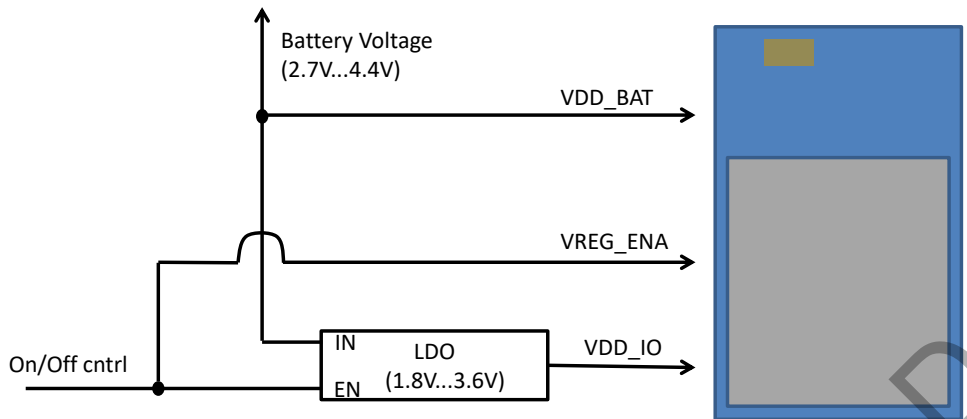 Battery Voltage
(2.7V...4.4V)
VDD_BAT
VREG_ENA
IN
LDO
VDD_IO
On/Off cntrl
EN
(1.8V...3.6V)